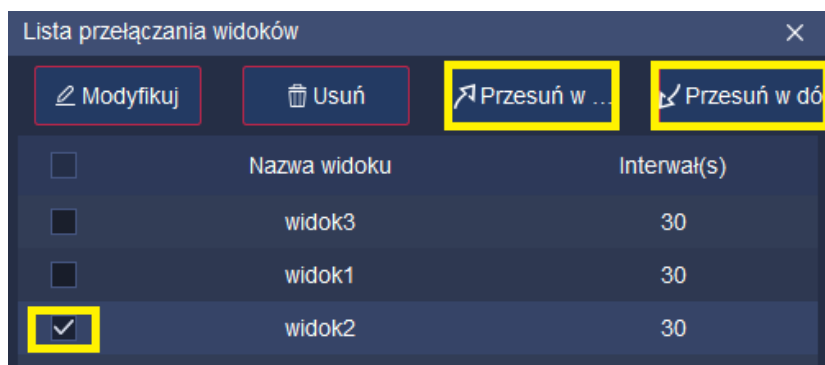 Lista przełączania widoków
Modyfikuj Usuń Przesuń w ... Przesuń w dó
Nazwa widoku Interwał(s)
widok3 30
widok1 30
widok2 30